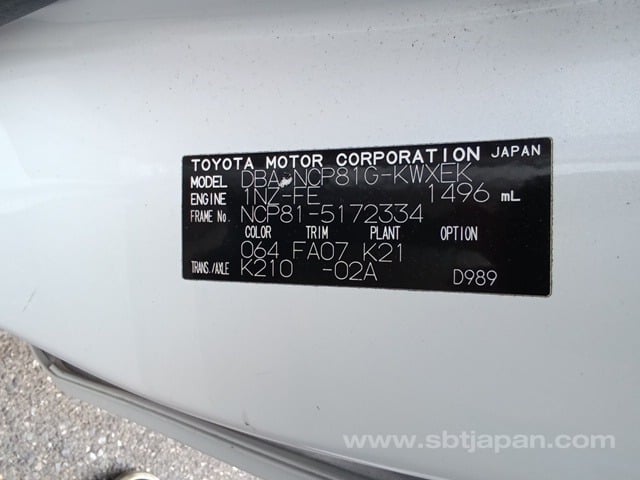 TOYOTA MOTOR CORPORATION JAPAN
MODEL DBA-NCP81G-KWXEK
ENGINE 1NZ-FE 1496 mL
FRAME No. NCP81-5172334
COLOR TRIM PLANT OPTION
064 FA07 K21
TRANS./AXLE K210 -02A D989
www.sbtjapan.com